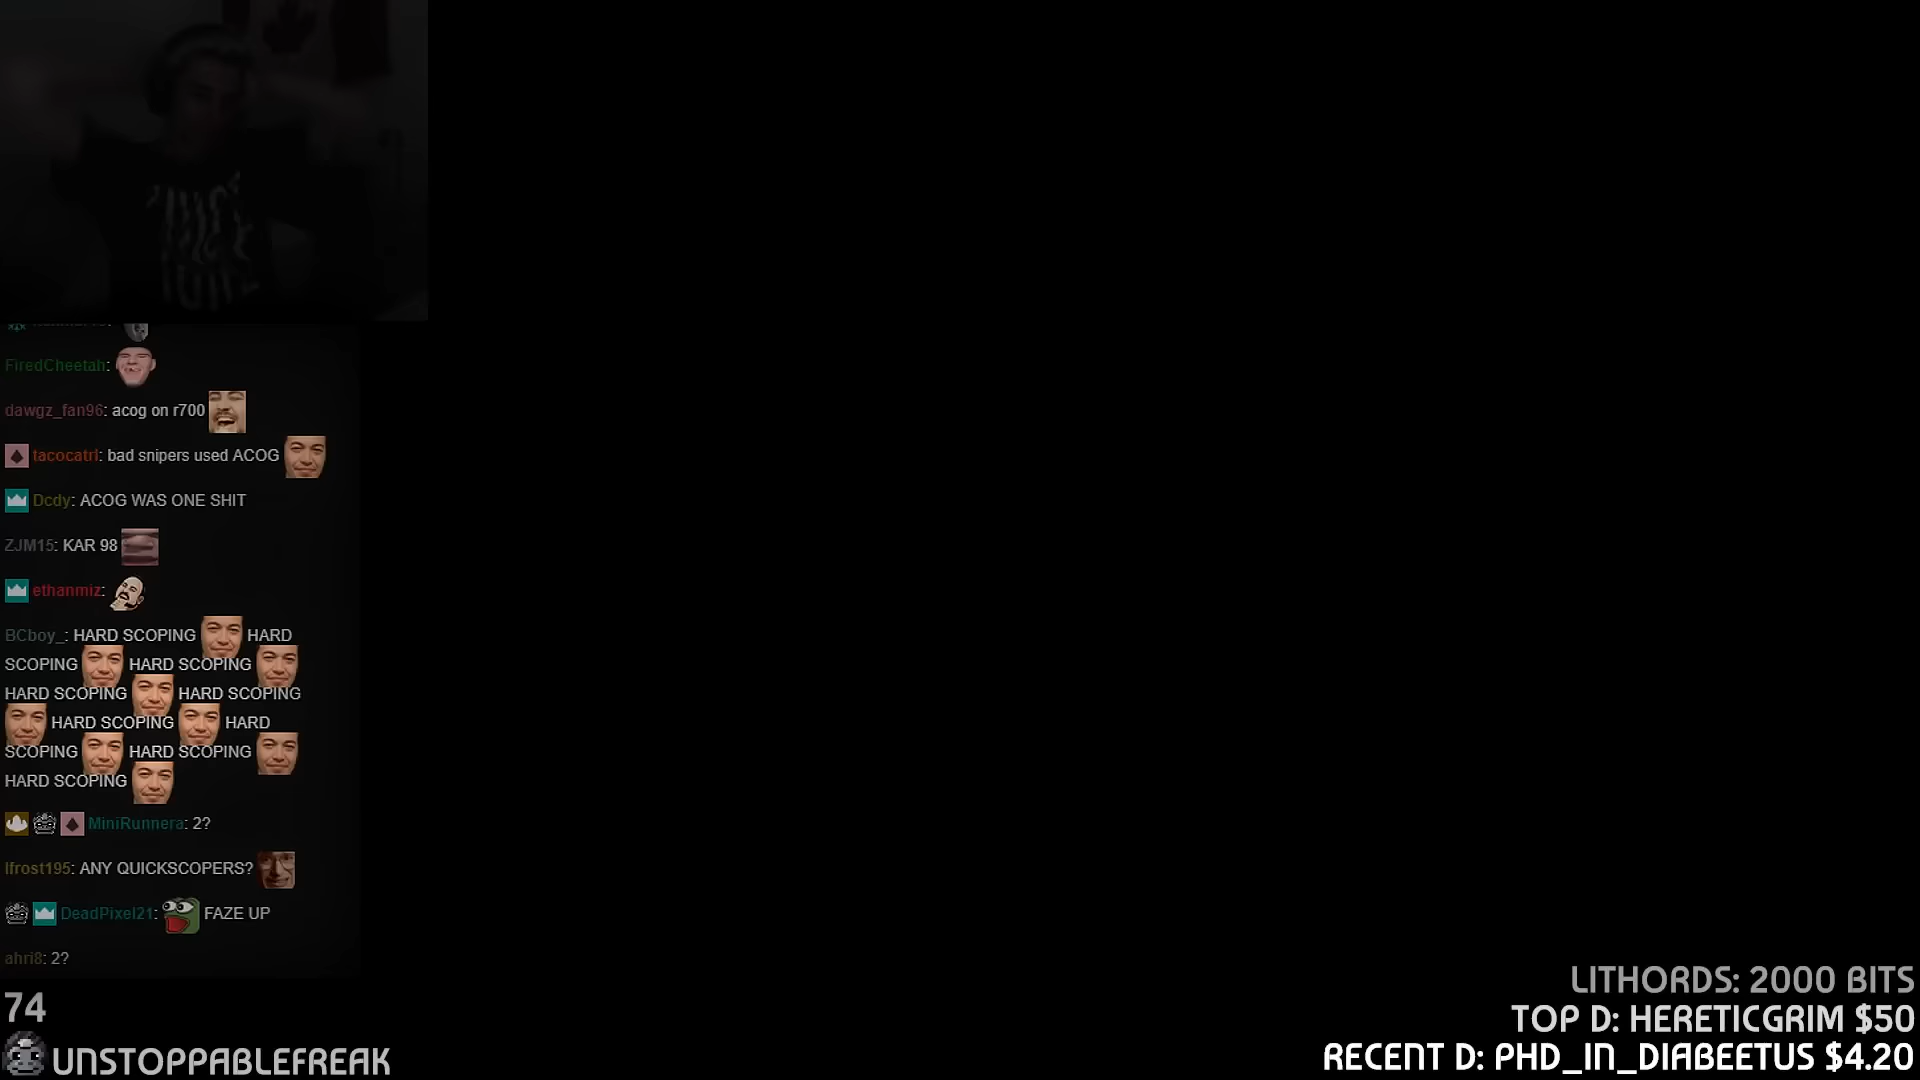 FiredCheetah:
dawgz_fan96: acog on r700
tacocatrl: bad snipers used ACOG
Dcdy: ACOG WAS ONE SHIT
ZJM15: KAR 98
ethanmiz:
BCboy_: HARD SCOPING HARD
SCOPING HARD SCOPING
HARD SCOPING HARD SCOPING
HARD SCOPING HARD
SCOPING HARD SCOPING
HARD SCOPING
MiniRunnera: 2?
lfrost195: ANY QUICKSCOPERS?
DeadPixel21: FAZE UP
ahri8: 2?
74
UNSTOPPABLEFREAK
LITHORDS: 2000 BITS
TOP D: HERETICGRIM $50
RECENT D: PHD_IN_DIABEETUS $4.20